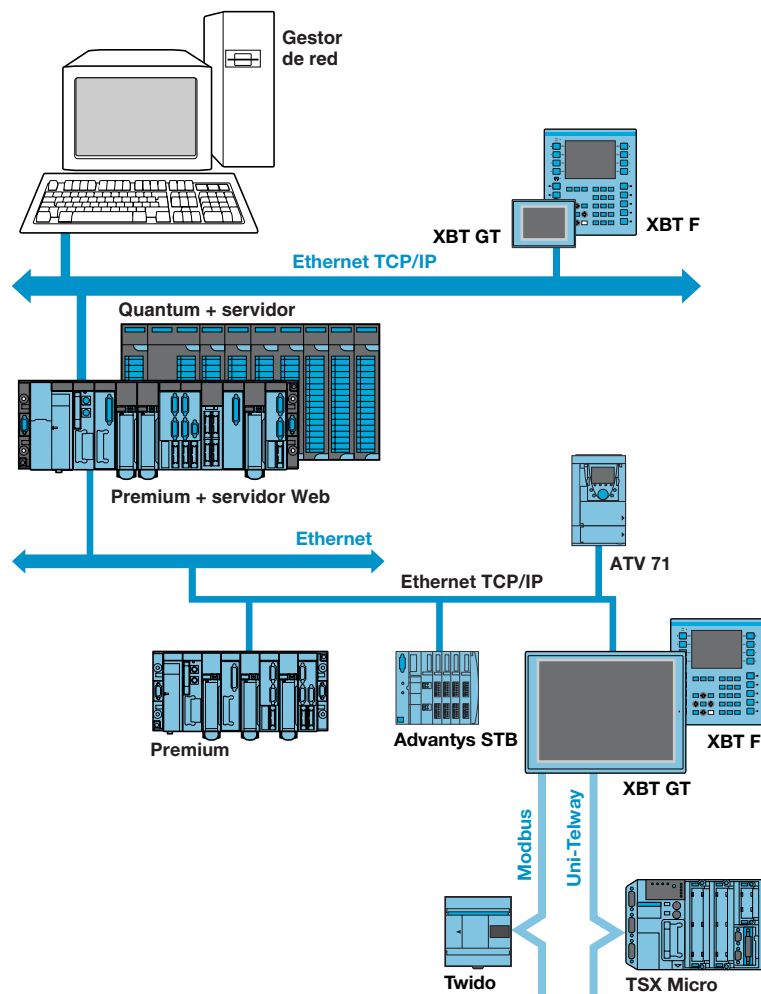 Gestor
de red
XBT GT
XBT F
Ethernet TCP/IP
Quantum + servidor
Premium + servidor Web
Ethernet
ATV 71
Ethernet TCP/IP
Premium
Advantys STB
XBT F
XBT GT
Modbus
Uni-Telway
Twido
TSX Micro